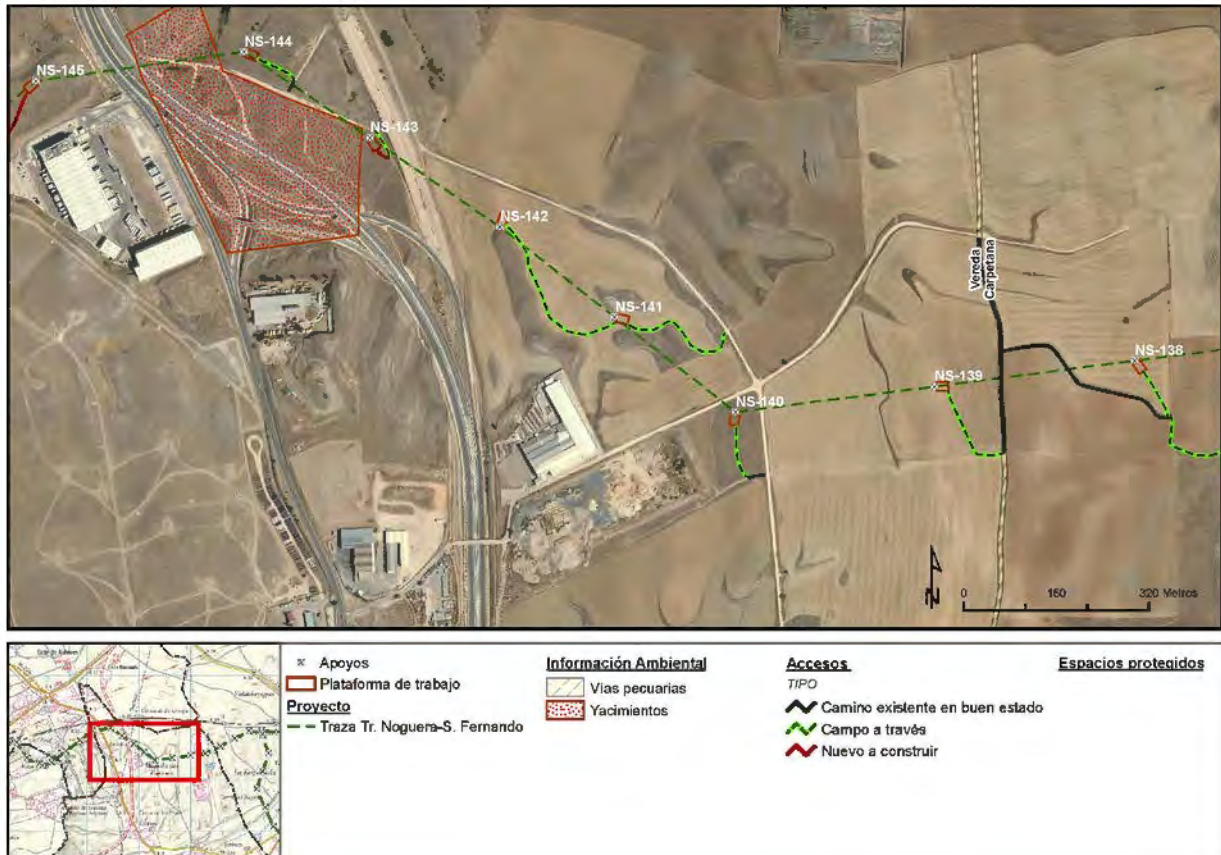 NS-144
NS-145
NS-143
NS-142
NS-141
NS-140
NS-139
NS-138
Vereda
Carpetana
N
0 160 320 Metros
Apoyos
Plataforma de trabajo
Proyecto
Traza Tr. Noguera-S. Fernando
Información Ambiental
Vias pecuarias
Yacimientos
Accesos
TIPO
Camino existente en buen estado
Campo a través
Nuevo a construir
Espacios protegidos